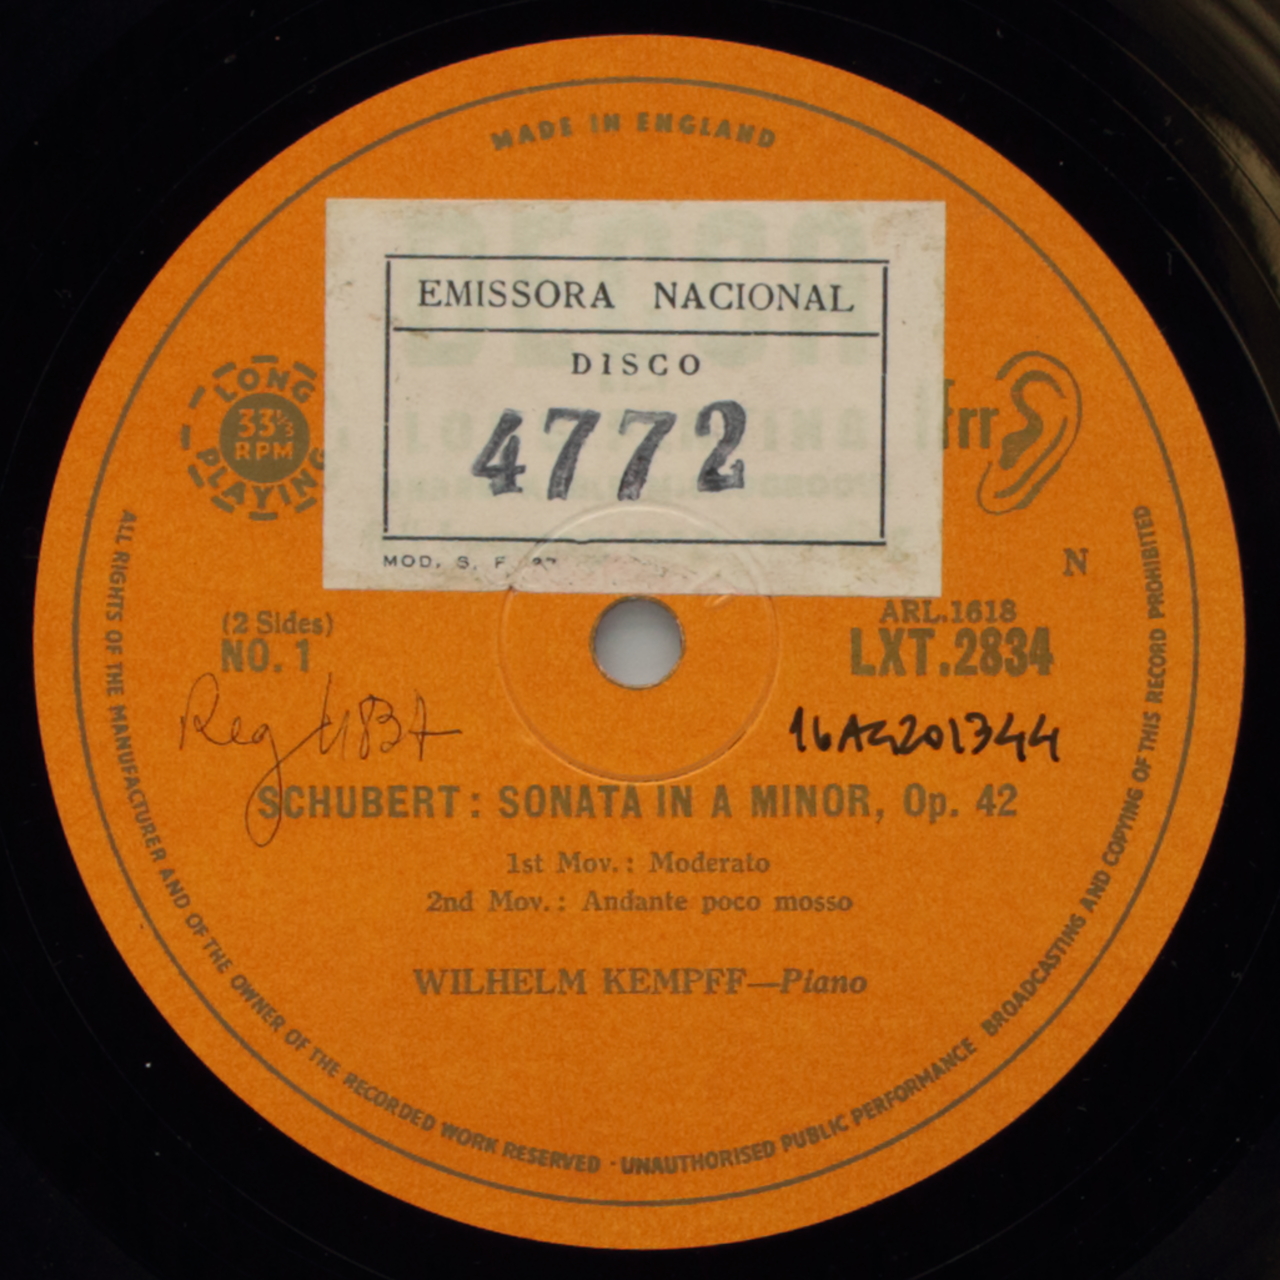 MADE IN ENGLAND
EMISSORA NACIONAL
DISCO
4772
MOD. S. F.
LONG
33⅓
RPM
PLAYING
ffrr
N
(2 Sides)
NO. 1
ARL.1618
LXT.2834
Reg
16AG201344
SCHUBERT: SONATA IN A MINOR, Op. 42
1st Mov.: Moderato
2nd Mov.: Andante poco mosso
WILHELM KEMPFF—Piano
ALL RIGHTS OF THE MANUFACTURER AND OF THE OWNER OF THE RECORDED WORK RESERVED · UNAUTHORISED PUBLIC PERFORMANCE BROADCASTING AND COPYING OF THIS RECORD PROHIBITED